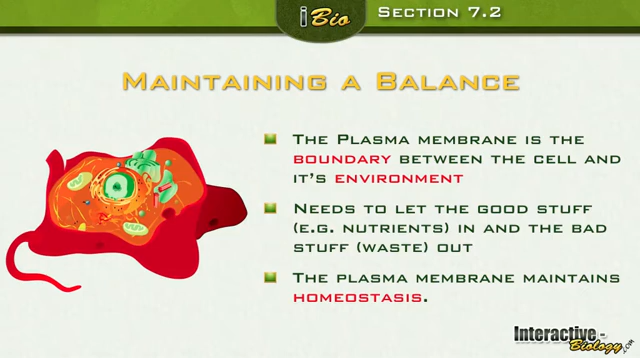 iBio
Section 7.2
Maintaining a Balance
The Plasma membrane is the
boundary between the cell and
it's environment
Needs to let the good stuff
(e.g. nutrients) in and the bad
stuff (waste) out
The plasma membrane maintains
homeostasis.
Interactive-
Biology.com